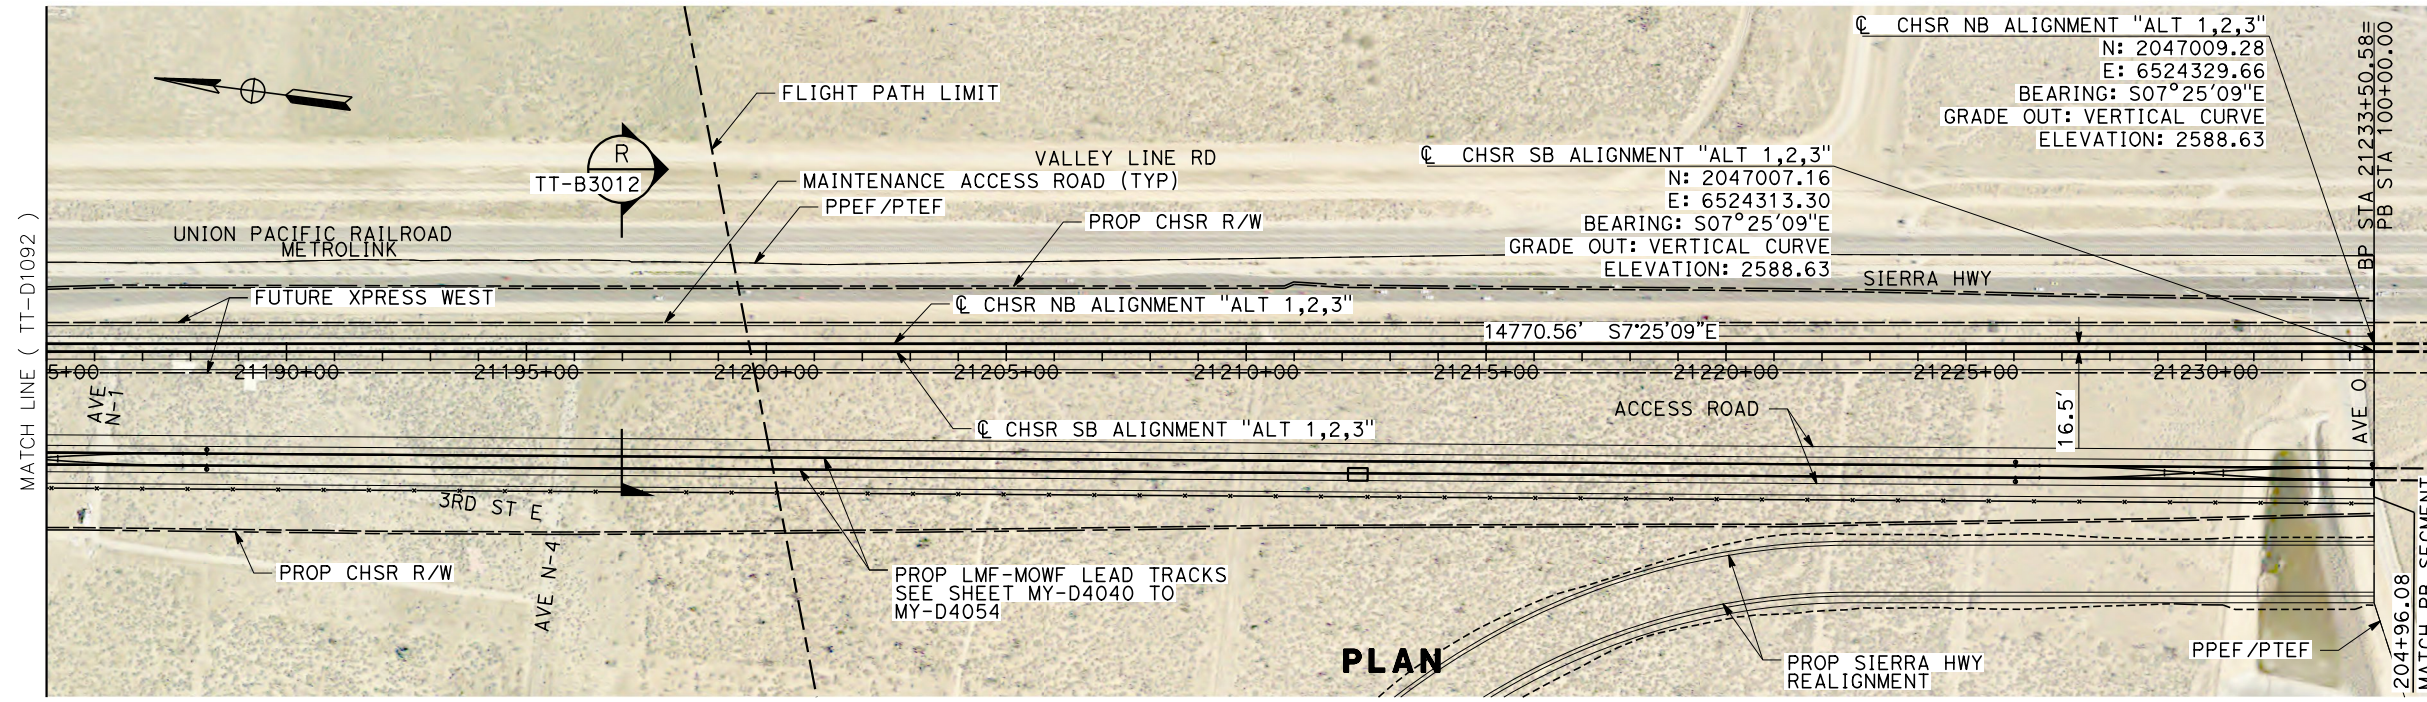 ℄ CHSR NB ALIGNMENT "ALT 1,2,3"
N: 2047009.28
E: 6524329.66
BEARING: S07°25'09"E
GRADE OUT: VERTICAL CURVE
ELEVATION: 2588.63
BP STA 21233+50.58=
PB STA 100+00.00
FLIGHT PATH LIMIT
R
TT-B3012
VALLEY LINE RD
MAINTENANCE ACCESS ROAD (TYP)
PPEF/PTEF
PROP CHSR R/W
℄ CHSR SB ALIGNMENT "ALT 1,2,3"
N: 2047007.16
E: 6524313.30
BEARING: S07°25'09"E
GRADE OUT: VERTICAL CURVE
ELEVATION: 2588.63
UNION PACIFIC RAILROAD
METROLINK
SIERRA HWY
MATCH LINE ( TT-D1092 )
FUTURE XPRESS WEST
℄ CHSR NB ALIGNMENT "ALT 1,2,3"
14770.56' S7°25'09"E
5+00
21190+00
21195+00
21200+00
21205+00
21210+00
21215+00
21220+00
21225+00
21230+00
AVE
N-1
℄ CHSR SB ALIGNMENT "ALT 1,2,3"
ACCESS ROAD
16.5'
AVE O
3RD ST E
AVE N-4
PROP CHSR R/W
PROP LMF-MOWF LEAD TRACKS
SEE SHEET MY-D4040 TO
MY-D4054
PLAN
PROP SIERRA HWY
REALIGNMENT
PPEF/PTEF
204+96.08
MATCH PB SEGMENT